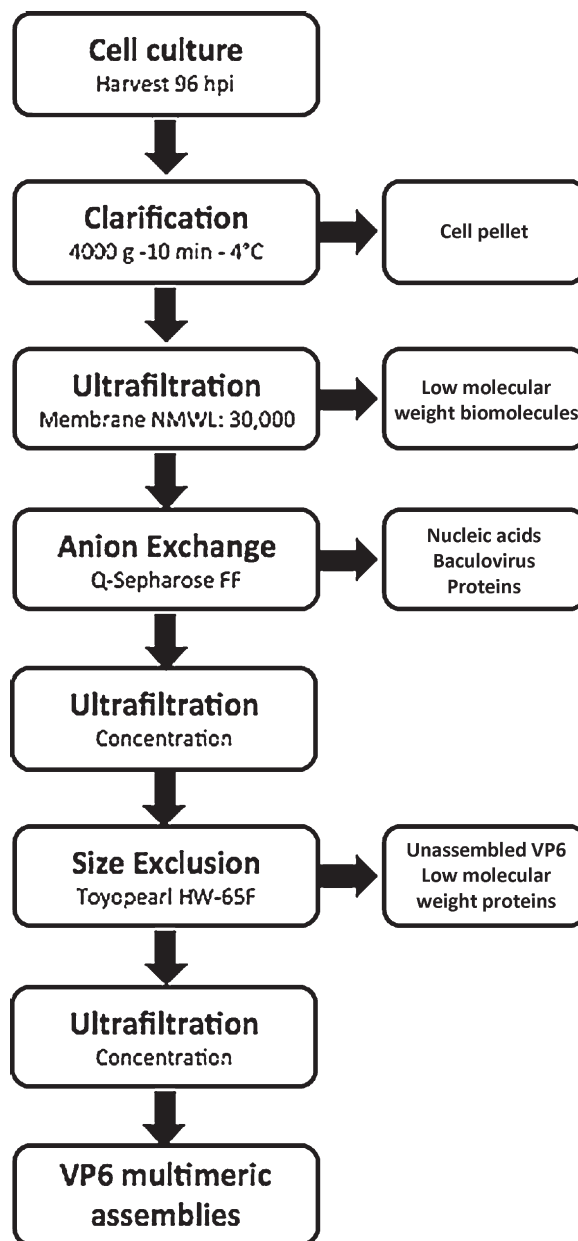 Cell culture
Harvest 96 hpi
Clarification
4000 g -10 min - 4°C
Cell pellet
Ultrafiltration
Membrane NMWL: 30,000
Low molecular
weight biomolecules
Anion Exchange
Q-Sepharose FF
Nucleic acids
Baculovirus
Proteins
Ultrafiltration
Concentration
Size Exclusion
Toyopearl HW-65F
Unassembled VP6
Low molecular
weight proteins
Ultrafiltration
Concentration
VP6 multimeric
assemblies